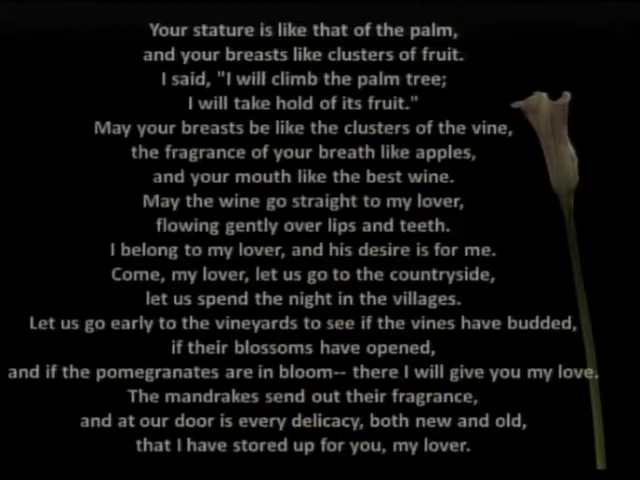 Your stature is like that of the palm,
and your breasts like clusters of fruit.
I said, "I will climb the palm tree;
I will take hold of its fruit."
May your breasts be like the clusters of the vine,
the fragrance of your breath like apples,
and your mouth like the best wine.
May the wine go straight to my lover,
flowing gently over lips and teeth.
I belong to my lover, and his desire is for me.
Come, my lover, let us go to the countryside,
let us spend the night in the villages.
Let us go early to the vineyards to see if the vines have budded,
if their blossoms have opened,
and if the pomegranates are in bloom-- there I will give you my love.
The mandrakes send out their fragrance,
and at our door is every delicacy, both new and old,
that I have stored up for you, my lover.